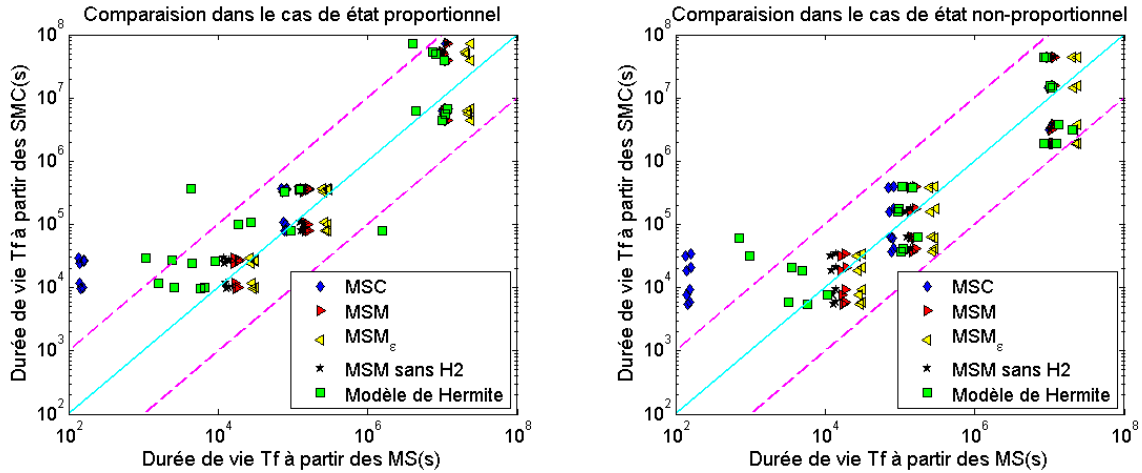 Comparaision dans le cas de état proportionnel
10^8
10^7
10^6
10^5
10^4
10^3
10^2
Durée de vie Tf à partir des SMC(s)
MSC
MSM
MSM_ε
MSM sans H2
Modèle de Hermite
10^2
10^4
10^6
10^8
Durée de vie Tf à partir des MS(s)
Comparaision dans le cas de état non-proportionnel
10^8
10^7
10^6
10^5
10^4
10^3
10^2
Durée de vie Tf à partir des SMC(s)
MSC
MSM
MSM_ε
MSM sans H2
Modèle de Hermite
10^2
10^4
10^6
10^8
Durée de vie Tf à partir des MS(s)